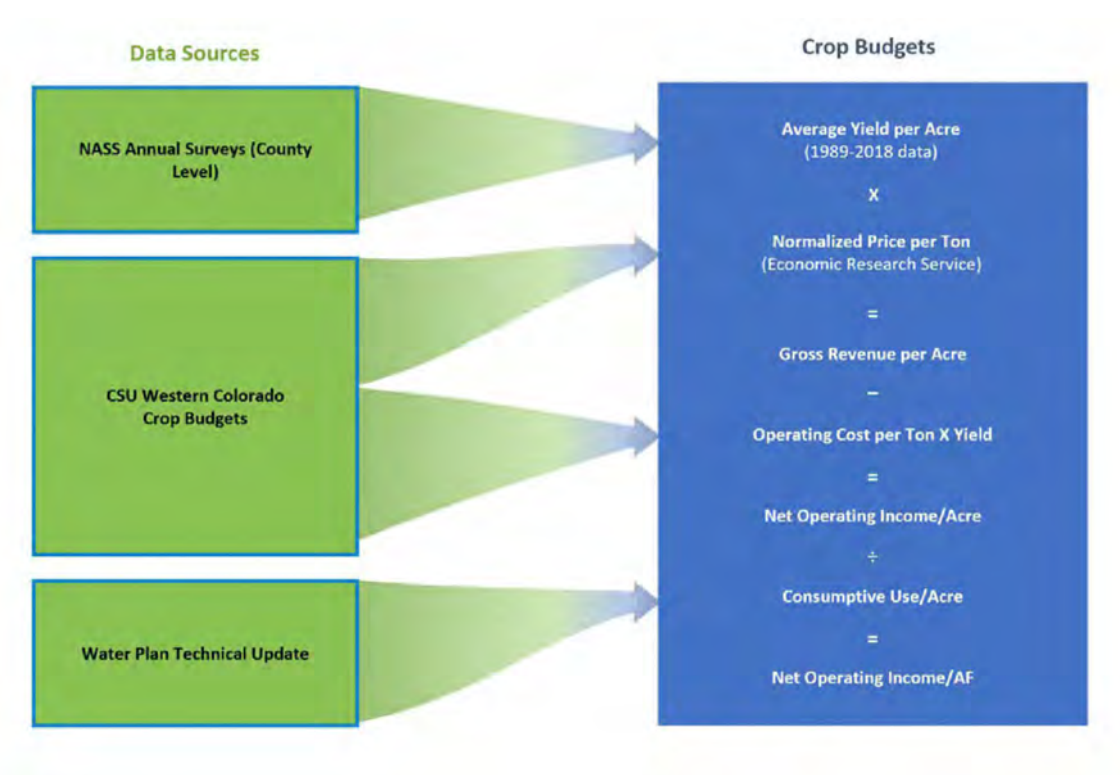 Data Sources
NASS Annual Surveys (County
Level)
CSU Western Colorado
Crop Budgets
Water Plan Technical Update
Crop Budgets
Average Yield per Acre
(1989-2018 data)
X
Normalized Price per Ton
(Economic Research Service)
=
Gross Revenue per Acre
–
Operating Cost per Ton X Yield
=
Net Operating Income/Acre
÷
Consumptive Use/Acre
=
Net Operating Income/AF